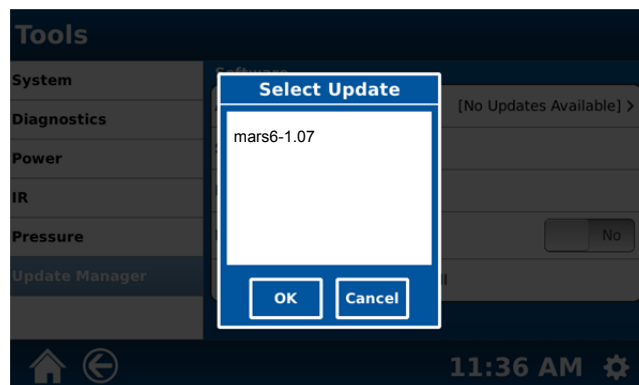 Tools
System
Software
Select Update
[No Updates Available] >
Diagnostics
mars6-1.07
Power
IR
Pressure
No
Update Manager
OK
Cancel
11:36 AM